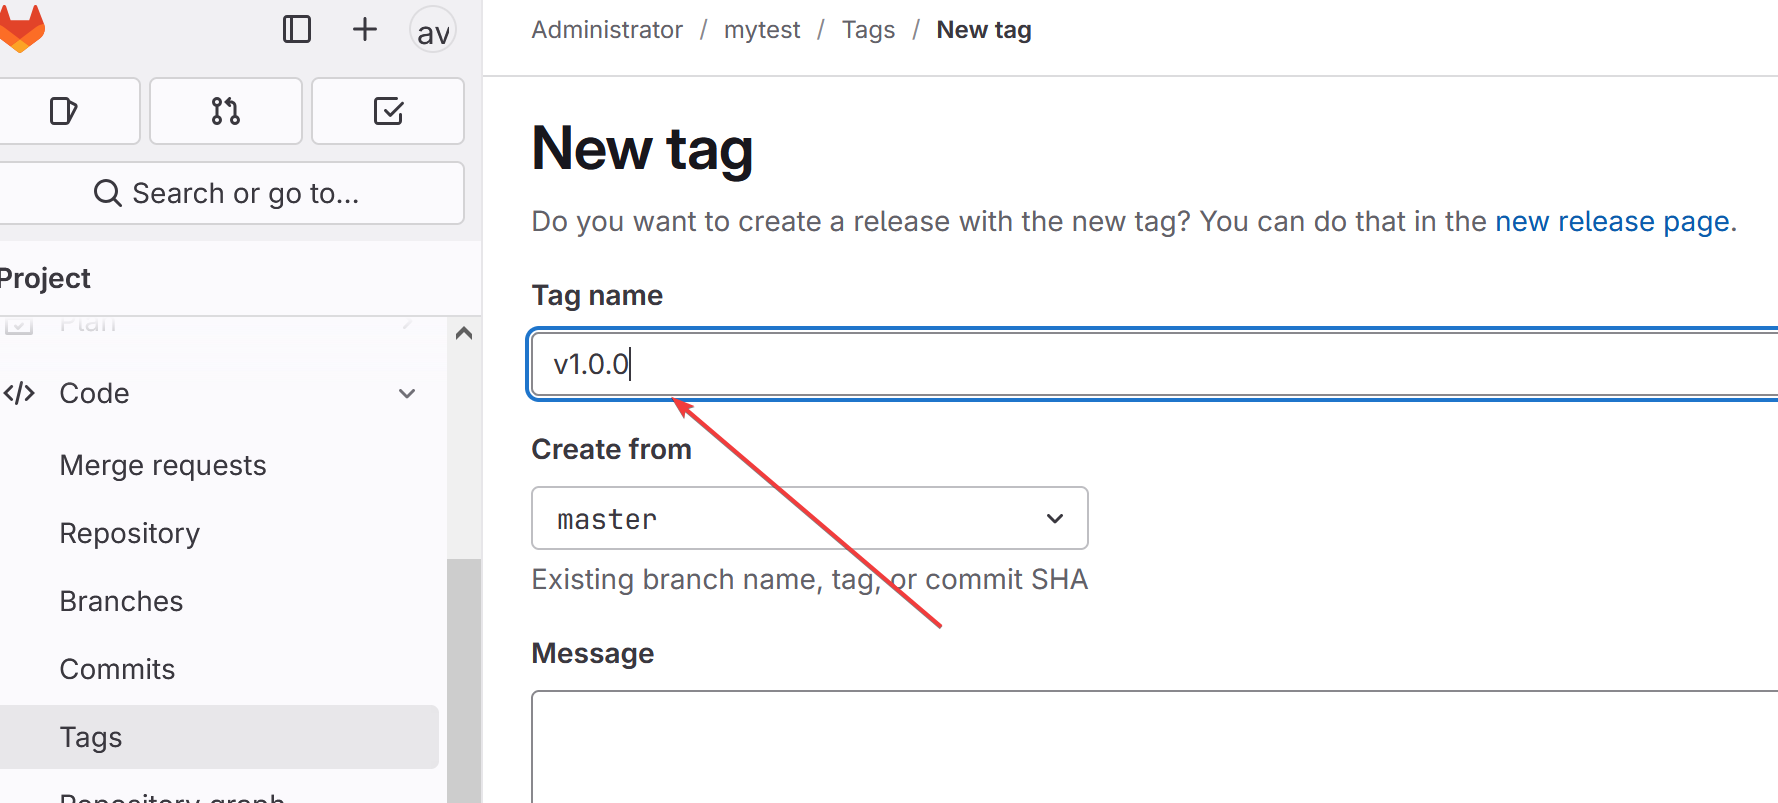 av
Administrator / mytest / Tags / New tag
Search or go to...
Project
Plan
Code
Merge requests
Repository
Branches
Commits
Tags
Repository graph
New tag
Do you want to create a release with the new tag? You can do that in the new release page.
Tag name
v1.0.0
Create from
master
Existing branch name, tag, or commit SHA
Message